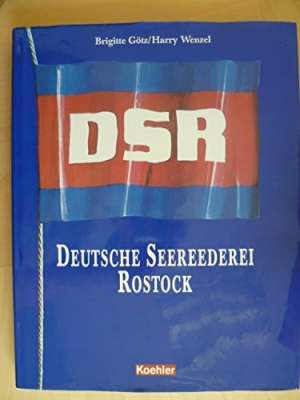 Brigitte Götz/Harry Wenzel
DSR
DEUTSCHE SEEREEDEREI
ROSTOCK
Koehler